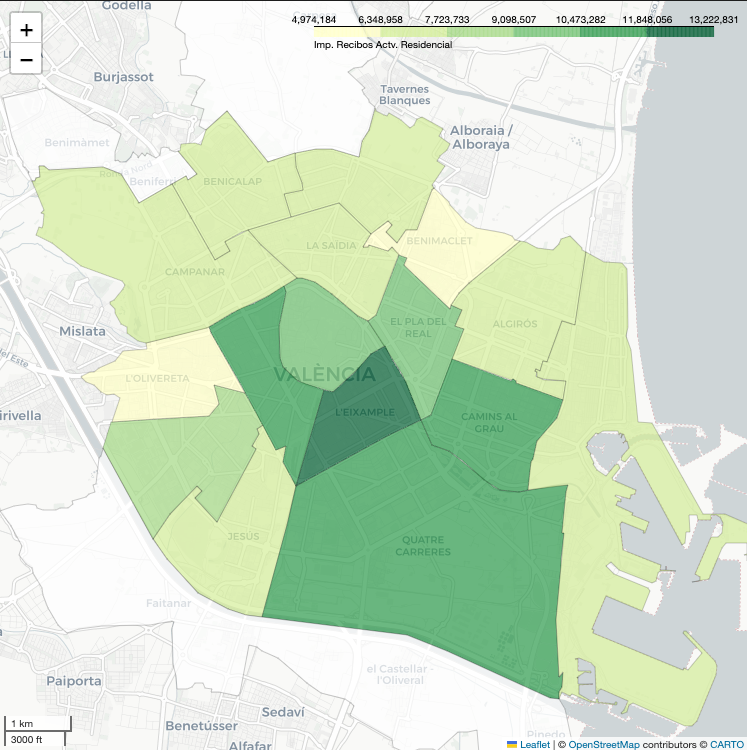 Godella
+
−
4,974,184 6,348,958 7,723,733 9,098,507 10,473,282 11,848,056 13,222,831
Imp. Recibos Actv. Residencial
Burjassot
Tavernes
Blanques
Alboraia /
Alboraya
Benimàmet
Ronda Nord
Beniferri
BENICALAP
LA SAÏDIA
BENIMACLET
CAMPANAR
EL PLA DEL
REAL
ALGIRÓS
Mislata
VALÈNCIA
L'OLIVERETA
L'EIXAMPLE
CAMINS AL
GRAU
JESÚS
QUATRE
CARRERES
Faitanar
el Castellar -
l'Oliveral
Paiporta
Sedaví
Benetússer
Alfafar
Pinedo
1 km
3000 ft
Leaflet | © OpenStreetMap contributors © CARTO